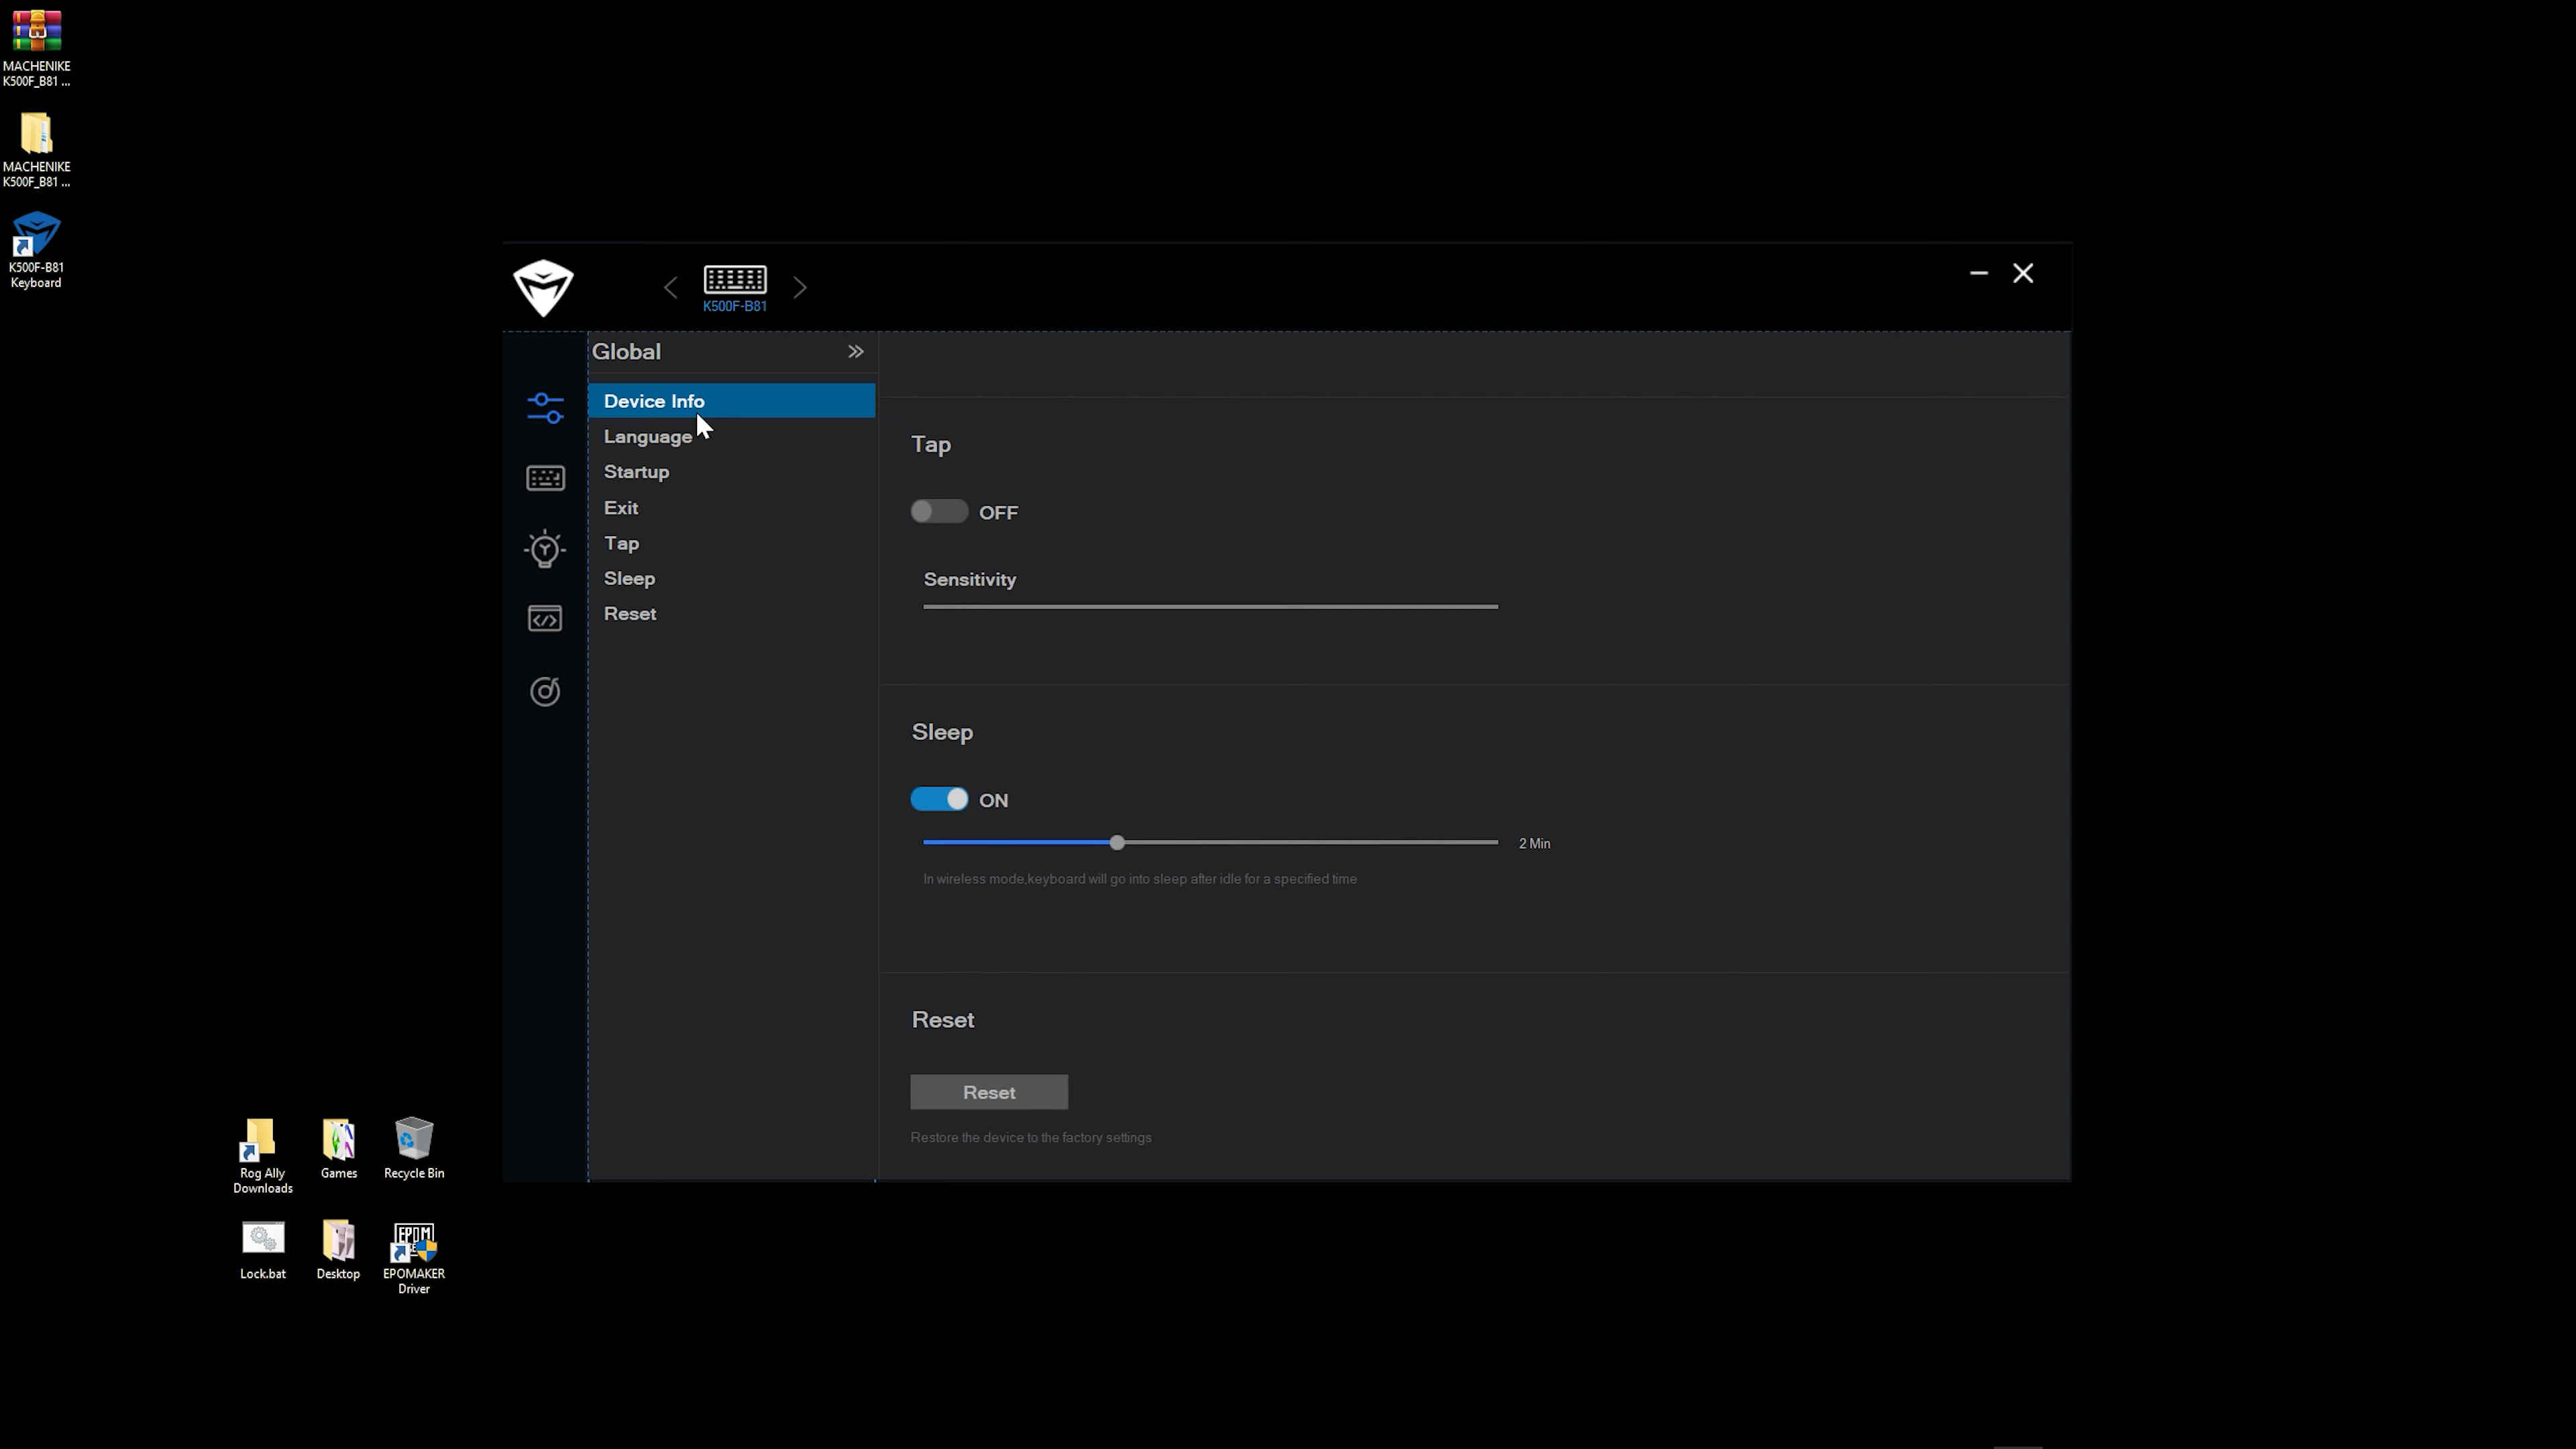 MACHENIKE
K500F_B81 ...
MACHENIKE
K500F_B81 ...
K500F-B81
Keyboard
K500F-B81
Global
Device Info
Language
Startup
Exit
Tap
Sleep
Reset
Tap
OFF
Sensitivity
Sleep
ON
2 Min
In wireless mode,keyboard will go into sleep after idle for a specified time
Reset
Reset
Restore the device to the factory settings
Rog Ally
Downloads
Games
Recycle Bin
Lock.bat
Desktop
EPOMAKER
Driver